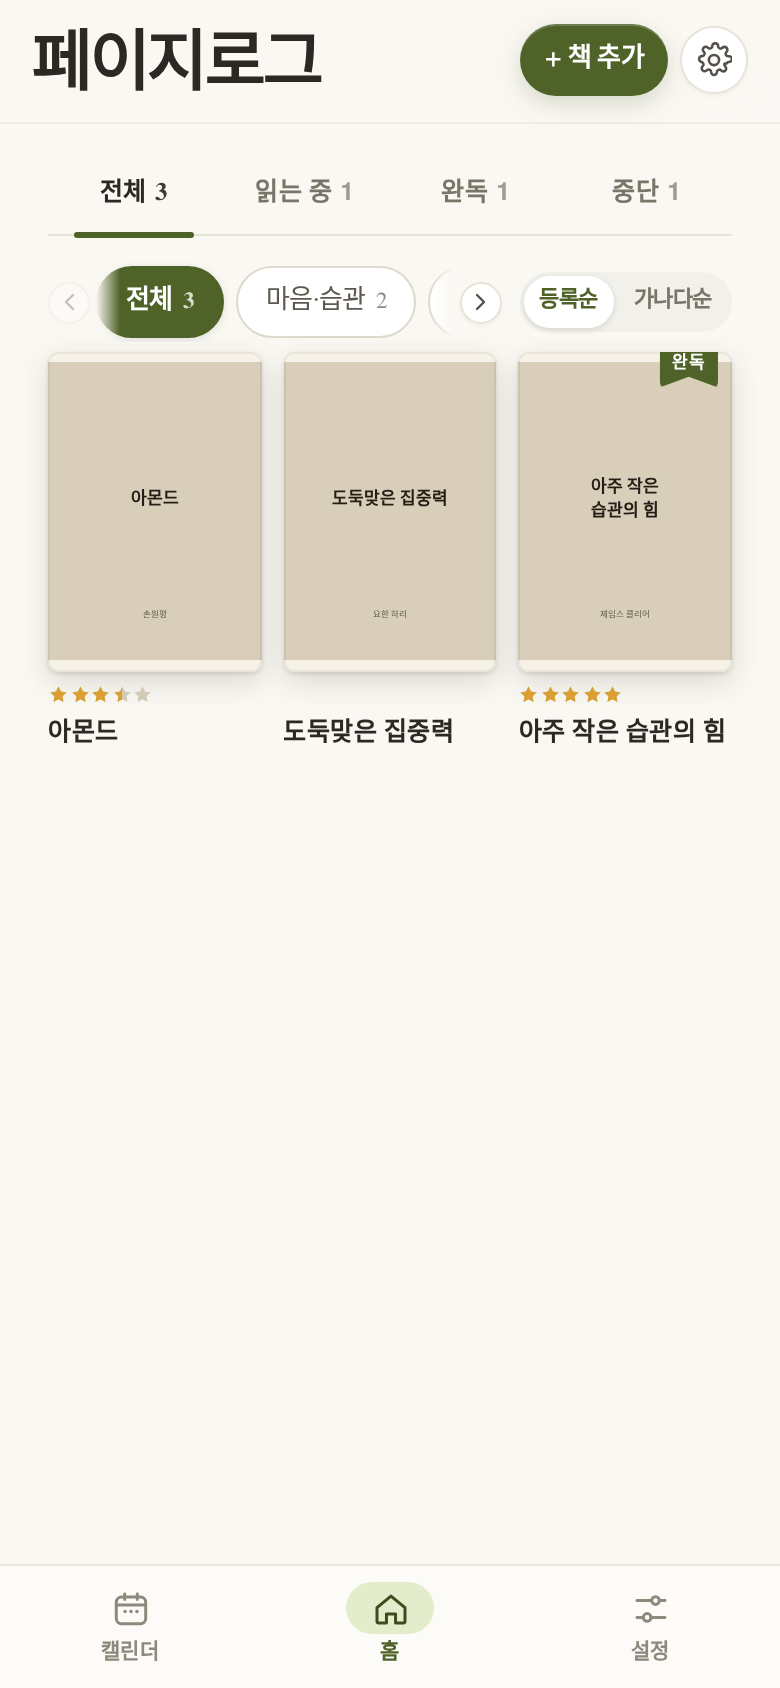 페이지로그
+ 책 추가
전체 3
읽는 중 1
완독 1
중단 1
전체 3
마음·습관 2
등록순
가나다순
완독
아몬드
손원평
도둑맞은 집중력
요한 하리
아주 작은
습관의 힘
제임스 클리어
아몬드
도둑맞은 집중력
아주 작은 습관의 힘
캘린더
홈
설정